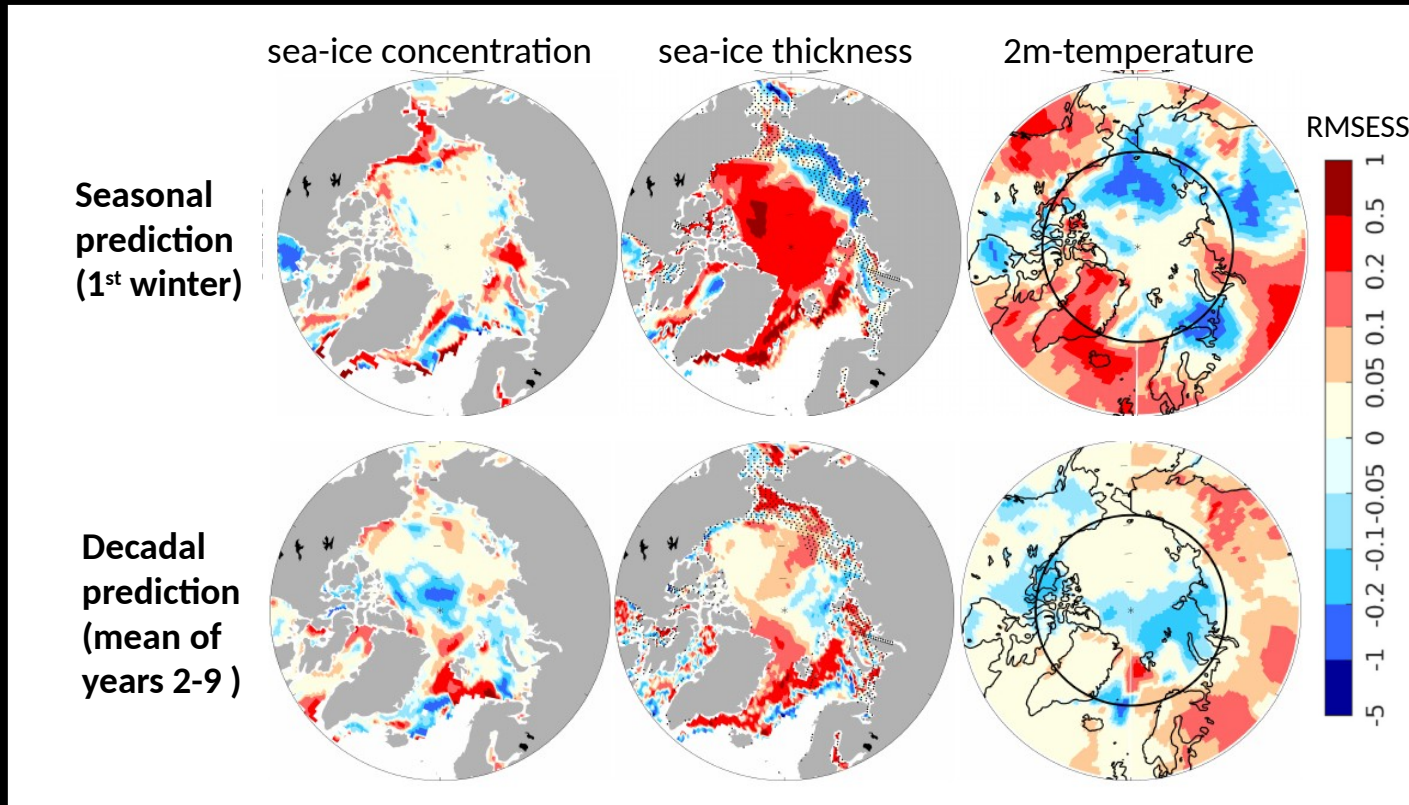 sea-ice concentration
sea-ice thickness
2m-temperature
RMSESS
Seasonal
prediction
(1st winter)
Decadal
prediction
(mean of
years 2-9 )
1
0.5
0.2
0.1
0.05
0
-0.05
-0.1
-0.2
-1
-5